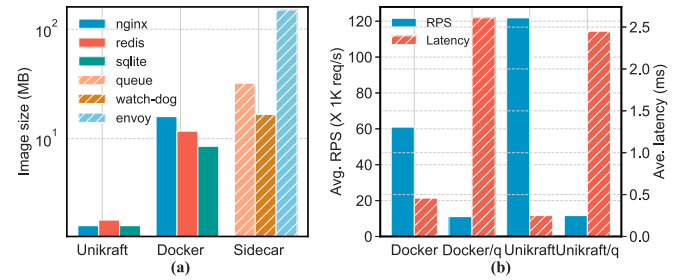 Image size (MB)
10²
10¹
nginx
redis
sqlite
queue
watch-dog
envoy
Unikraft Docker Sidecar
(a)
Avg. RPS (X 1K req/s)
120
100
80
60
40
20
0
RPS
Latency
2.5
2.0
1.5
1.0
0.5
0.0
Ave. latency (ms)
Docker Docker/q Unikraft Unikraft/q
(b)